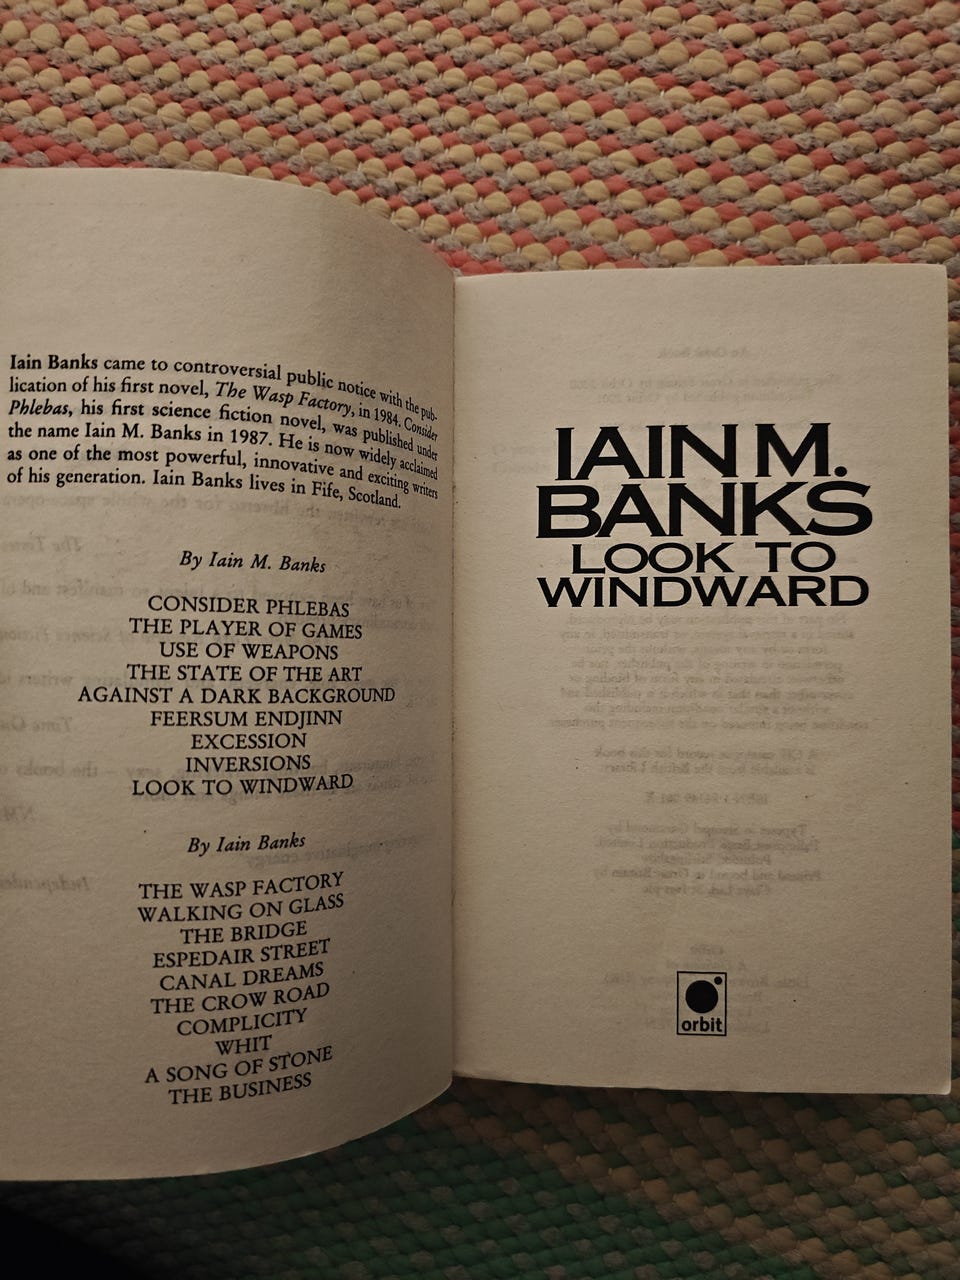 Iain Banks came to controversial public notice with the pub-
lication of his first novel, The Wasp Factory, in 1984. Consider
Phlebas, his first science fiction novel, was published under
the name Iain M. Banks in 1987. He is now widely acclaimed
as one of the most powerful, innovative and exciting writers
of his generation. Iain Banks lives in Fife, Scotland.
By Iain M. Banks
CONSIDER PHLEBAS
THE PLAYER OF GAMES
USE OF WEAPONS
THE STATE OF THE ART
AGAINST A DARK BACKGROUND
FEERSUM ENDJINN
EXCESSION
INVERSIONS
LOOK TO WINDWARD
By Iain Banks
THE WASP FACTORY
WALKING ON GLASS
THE BRIDGE
ESPEDAIR STREET
CANAL DREAMS
THE CROW ROAD
COMPLICITY
WHIT
A SONG OF STONE
THE BUSINESS
IAIN M.
BANKS
LOOK TO
WINDWARD
orbit